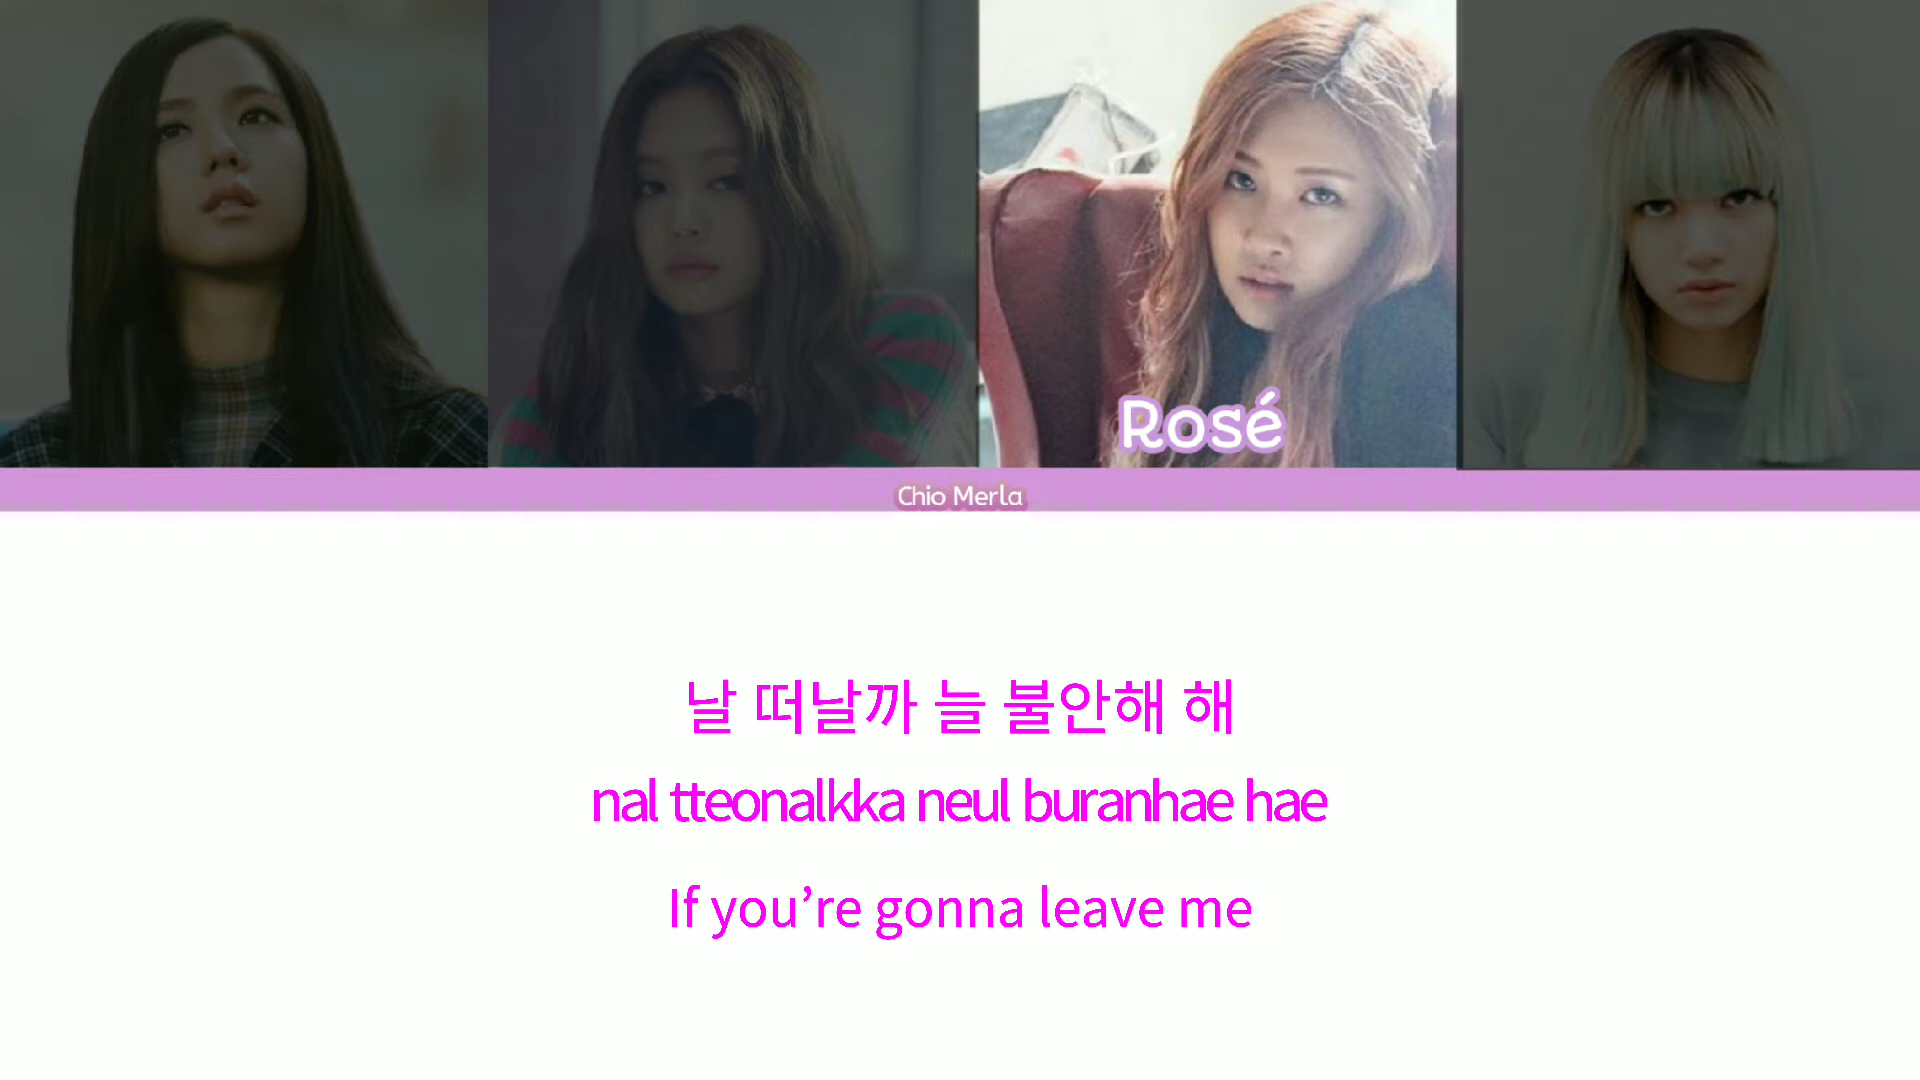 Rosé
Chio Merla
날 떠날까 늘 불안해 해
nal tteonalkka neul buranhae hae
If you’re gonna leave me